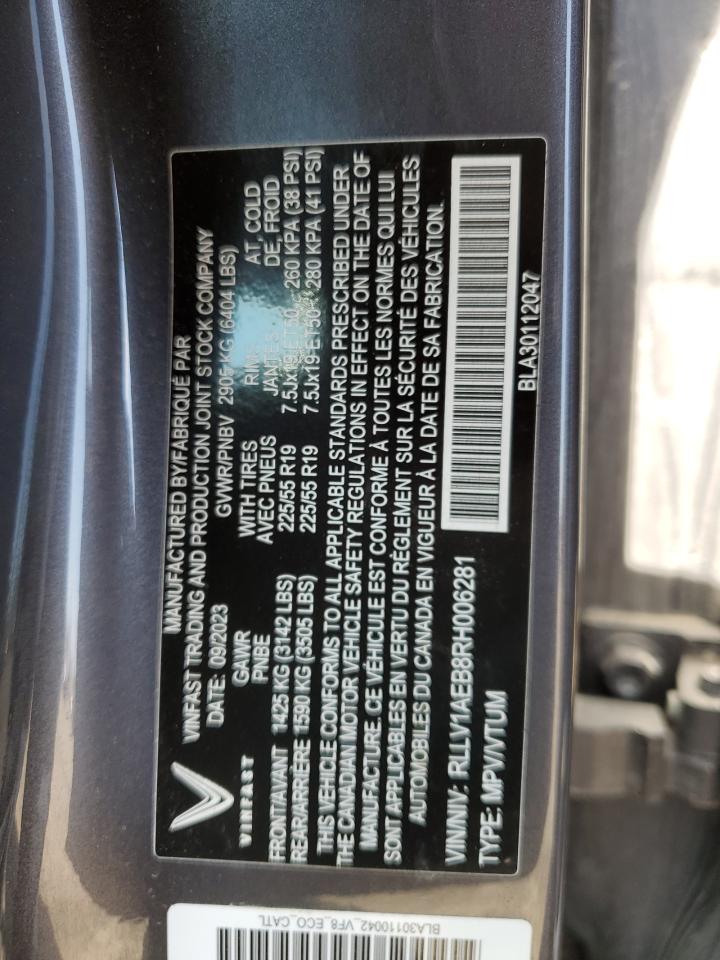 MANUFACTURED BY/FABRIQUÉ PAR
VINFAST TRADING AND PRODUCTION JOINT STOCK COMPANY
DATE: 09/2023 GVWR/PNBV 2905 KG (6404 LBS)
GAWR WITH TIRES RIMS AT, COLD
PNBE AVEC PNEUS JANTES DE, FROID
FRONT/AVANT 1425 KG (3142 LBS) 225/55 R19 7.5Jx19-ET50 260 KPA (38 PSI)
REAR/ARRIÈRE 1590 KG (3505 LBS) 225/55 R19 7.5Jx19-ET50 280 KPA (41 PSI)
VINFAST
THIS VEHICLE CONFORMS TO ALL APPLICABLE STANDARDS PRESCRIBED UNDER
THE CANADIAN MOTOR VEHICLE SAFETY REGULATIONS IN EFFECT ON THE DATE OF
MANUFACTURE. CE VÉHICULE EST CONFORME À TOUTES LES NORMES QUI LUI
SONT APPLICABLES EN VERTU DU RÈGLEMENT SUR LA SÉCURITÉ DES VÉHICULES
AUTOMOBILES DU CANADA EN VIGUEUR À LA DATE DE SA FABRICATION.
VIN/NIV: RLLV1AEB8RH006281
TYPE: MPV/VTUM
BLA30112047
BLA30110042_VF8_ECO_CATL